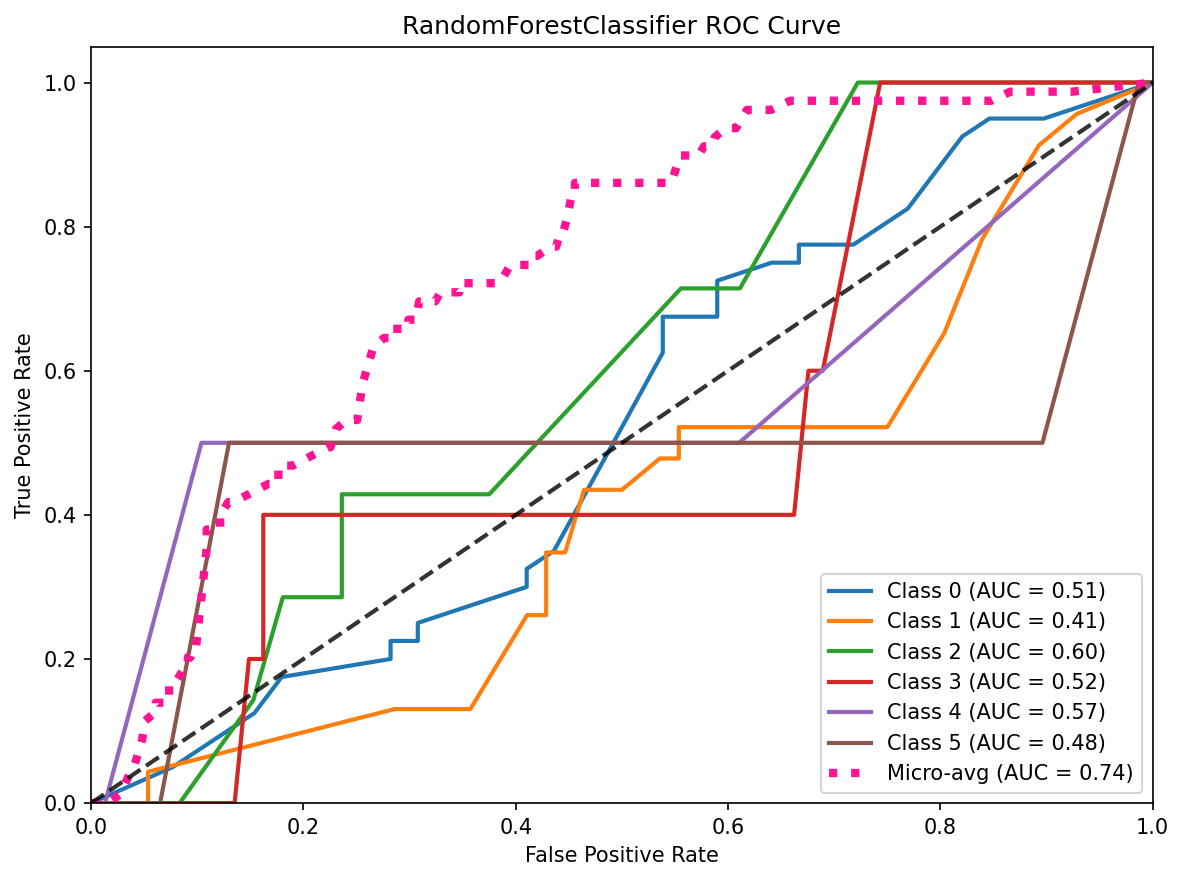 RandomForestClassifier ROC Curve
1.0
0.8
0.6
0.4
0.2
0.0
True Positive Rate
0.0 0.2 0.4 0.6 0.8 1.0
False Positive Rate
Class 0 (AUC = 0.51)
Class 1 (AUC = 0.41)
Class 2 (AUC = 0.60)
Class 3 (AUC = 0.52)
Class 4 (AUC = 0.57)
Class 5 (AUC = 0.48)
Micro-avg (AUC = 0.74)